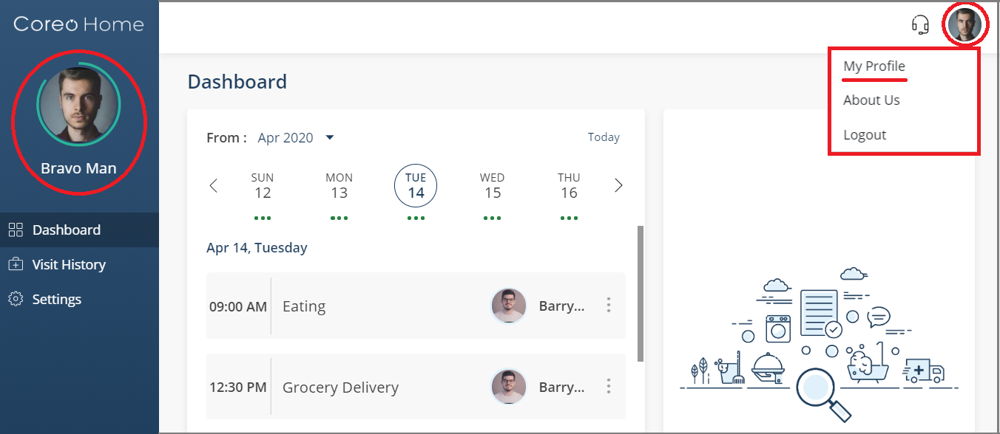 Coreo Home
Bravo Man
Dashboard
Visit History
Settings
My Profile
About Us
Logout
Dashboard
From : Apr 2020
Today
SUN MON TUE WED THU
12 13 14 15 16
Apr 14, Tuesday
09:00 AM Eating Barry...
12:30 PM Grocery Delivery Barry...